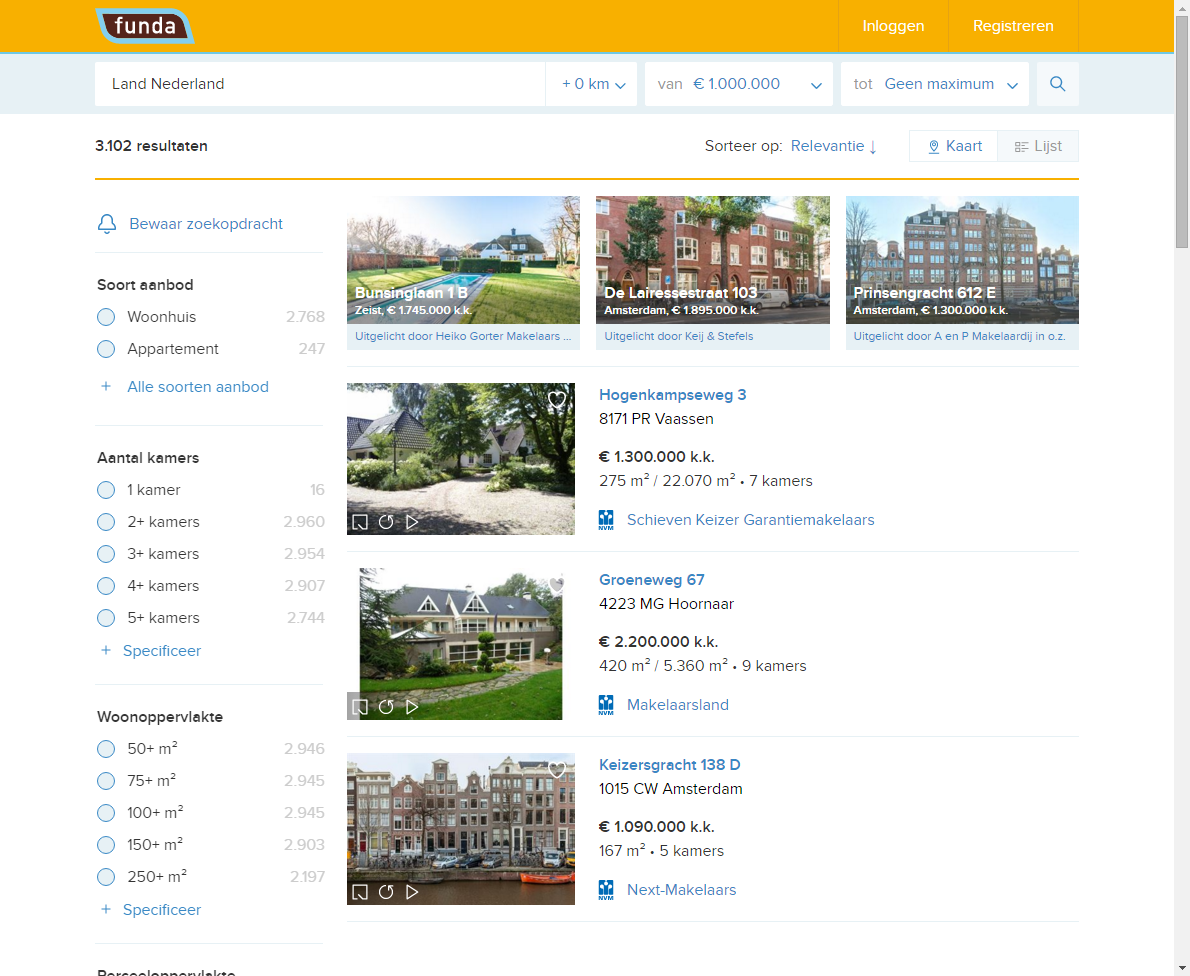 funda
Inloggen
Registreren
Land Nederland
+ 0 km
van € 1.000.000
tot Geen maximum
3.102 resultaten
Sorteer op: Relevantie ↓
Kaart
Lijst
Bewaar zoekopdracht
Soort aanbod
Woonhuis 2.768
Appartement 247
+ Alle soorten aanbod
Aantal kamers
1 kamer 16
2+ kamers 2.960
3+ kamers 2.954
4+ kamers 2.907
5+ kamers 2.744
+ Specificeer
Woonoppervlakte
50+ m² 2.946
75+ m² 2.945
100+ m² 2.945
150+ m² 2.903
250+ m² 2.197
+ Specificeer
Perceeloppervlakte
Bunsinglaan 1 B
Zeist, € 1.745.000 k.k.
Uitgelicht door Heiko Gorter Makelaars ...
De Lairessestraat 103
Amsterdam, € 1.895.000 k.k.
Uitgelicht door Keij & Stefels
Prinsengracht 612 E
Amsterdam, € 1.300.000 k.k.
Uitgelicht door A en P Makelaardij in o.z.
Hogenkampseweg 3
8171 PR Vaassen
€ 1.300.000 k.k.
275 m² / 22.070 m² • 7 kamers
NVM Schieven Keizer Garantiemakelaars
Groeneweg 67
4223 MG Hoornaar
€ 2.200.000 k.k.
420 m² / 5.360 m² • 9 kamers
NVM Makelaarsland
Keizersgracht 138 D
1015 CW Amsterdam
€ 1.090.000 k.k.
167 m² • 5 kamers
NVM Next-Makelaars